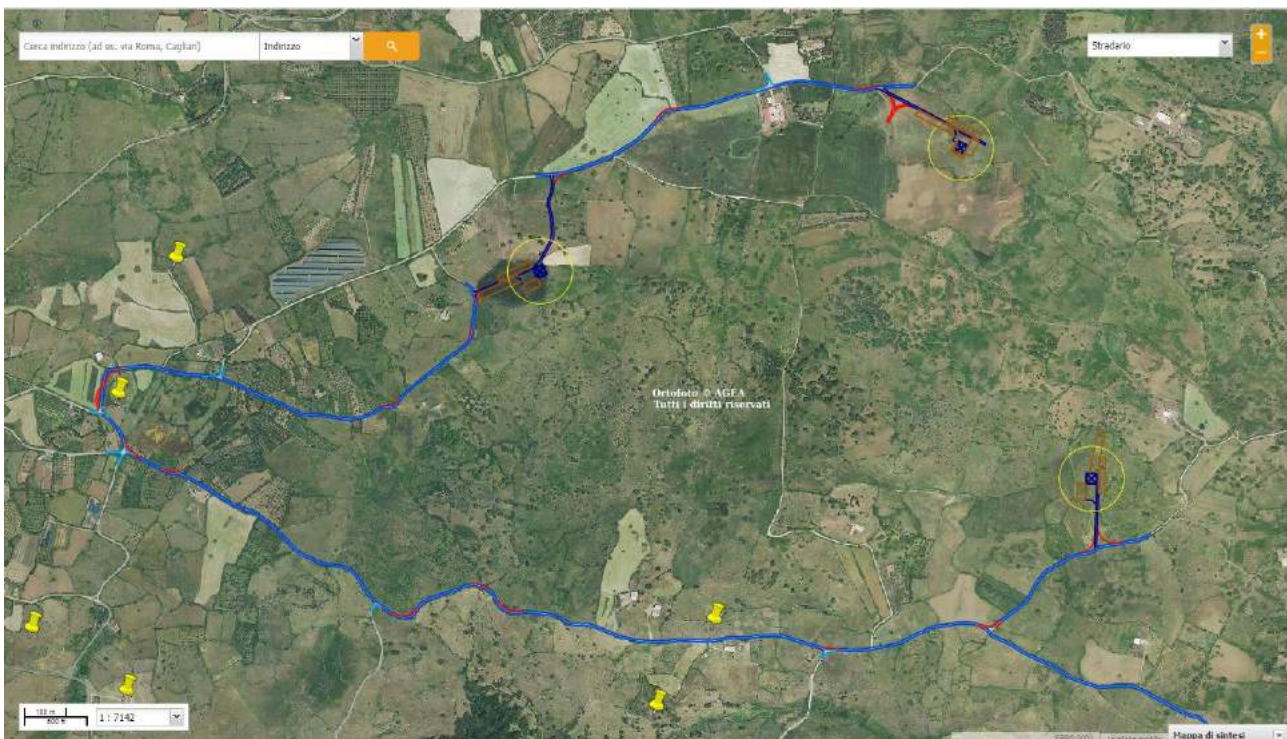 Cerca indirizzo (ad es. via Roma, Cagliari)
Indirizzo
Stradario
+
−
Ortofoto © AGEA
Tutti i diritti riservati
1 : 7142
Mappa di sintesi